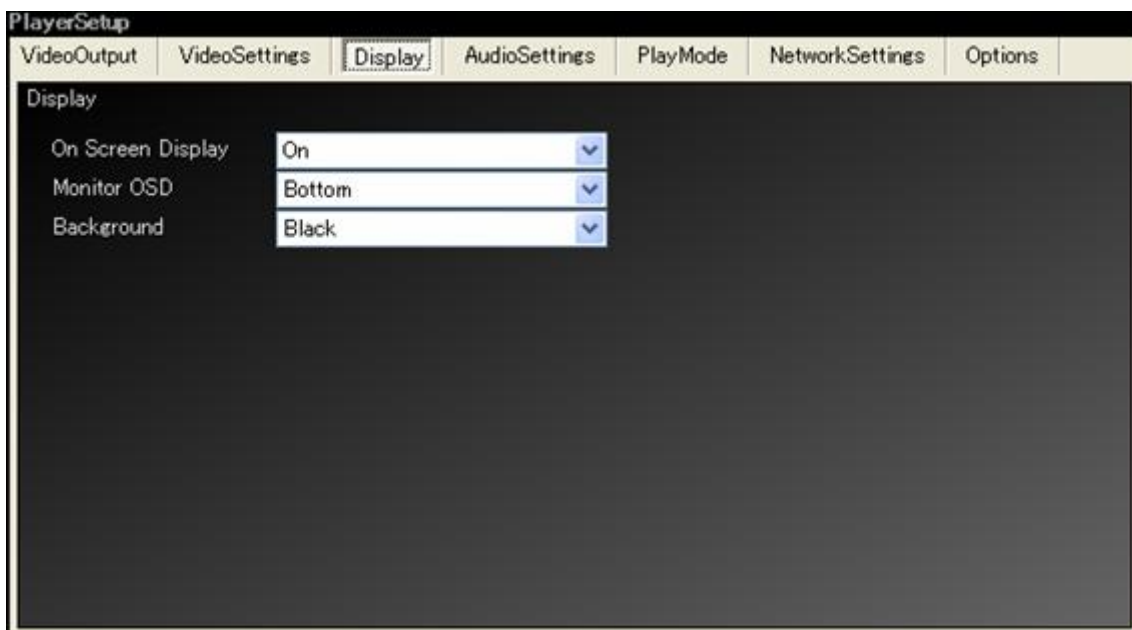 PlayerSetup
VideoOutput VideoSettings Display AudioSettings PlayMode NetworkSettings Options
Display
On Screen Display On
Monitor OSD Bottom
Background Black